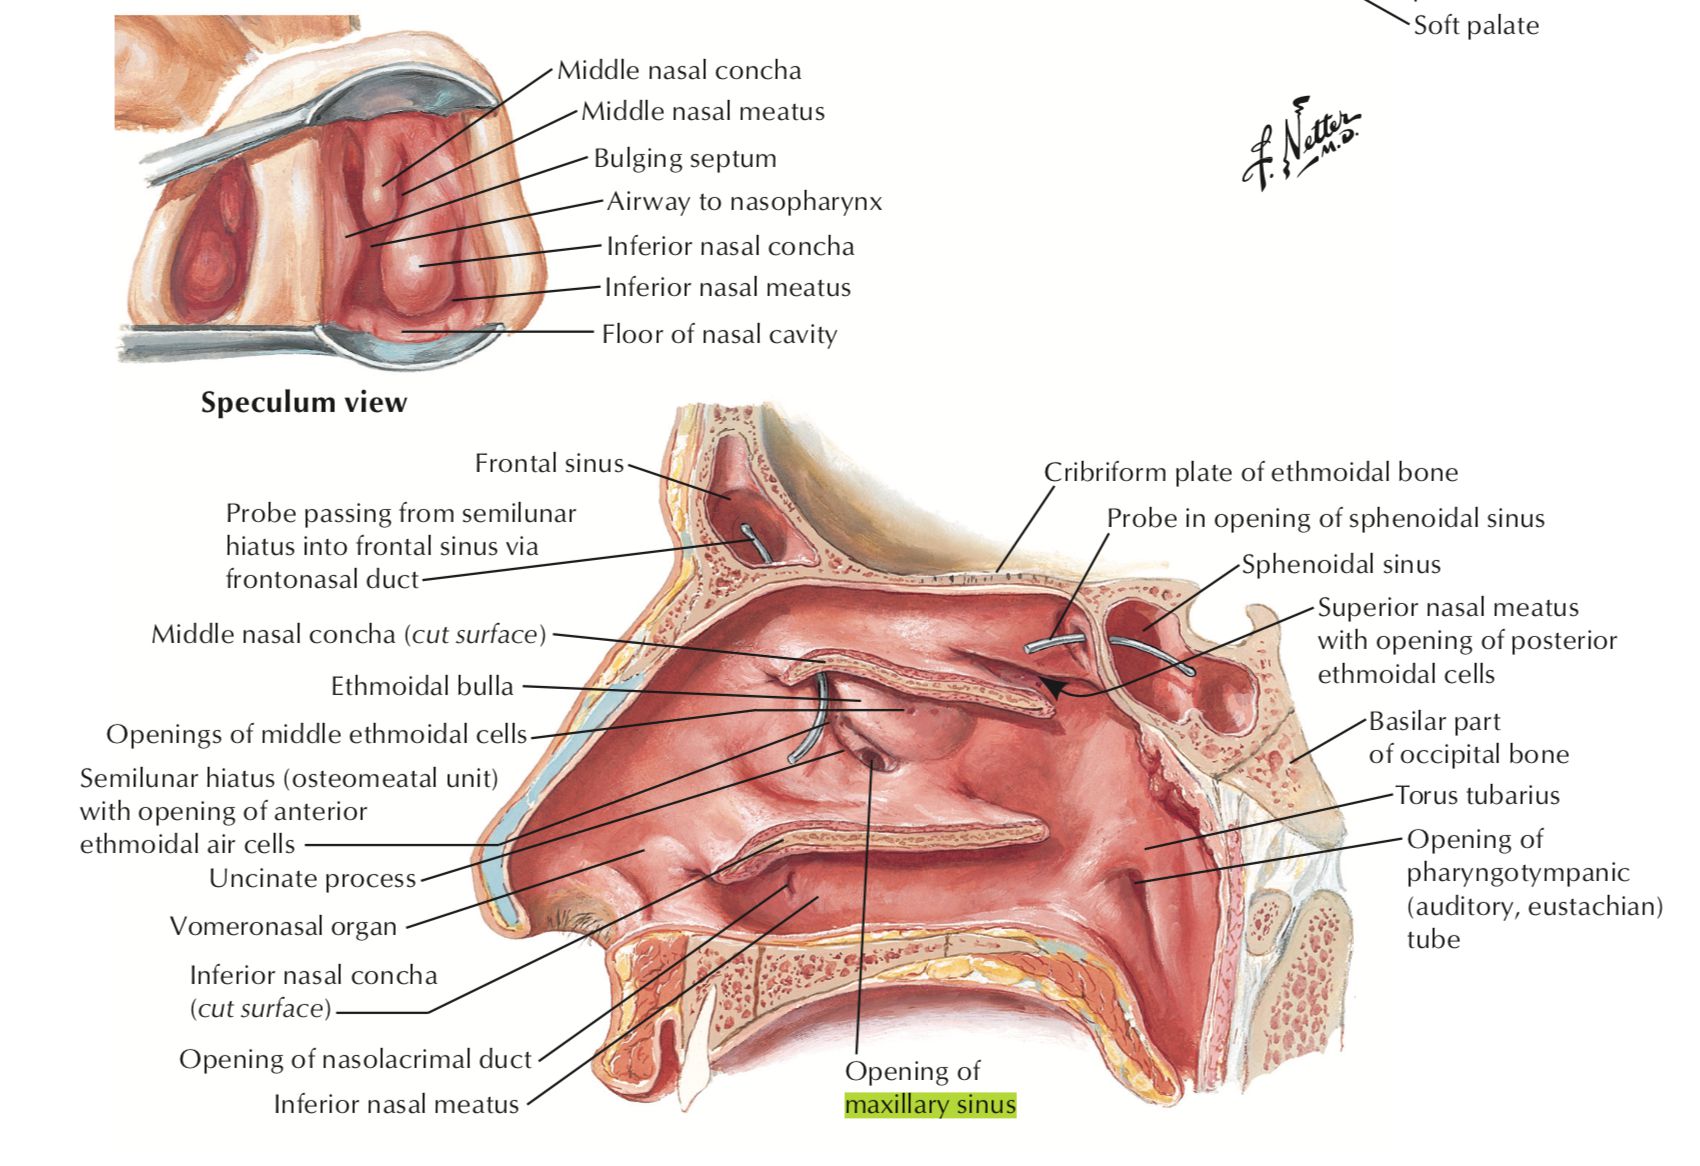 Soft palate
Middle nasal concha
Middle nasal meatus
Bulging septum
Airway to nasopharynx
Inferior nasal concha
Inferior nasal meatus
Floor of nasal cavity
F. Netter
M.D.
Speculum view
Frontal sinus
Probe passing from semilunar
hiatus into frontal sinus via
frontonasal duct
Middle nasal concha (cut surface)
Ethmoidal bulla
Openings of middle ethmoidal cells
Semilunar hiatus (osteomeatal unit)
with opening of anterior
ethmoidal air cells
Uncinate process
Vomeronasal organ
Inferior nasal concha
(cut surface)
Opening of nasolacrimal duct
Inferior nasal meatus
Cribriform plate of ethmoidal bone
Probe in opening of sphenoidal sinus
Sphenoidal sinus
Superior nasal meatus
with opening of posterior
ethmoidal cells
Basilar part
of occipital bone
Torus tubarius
Opening of
pharyngotympanic
(auditory, eustachian)
tube
Opening of
maxillary sinus